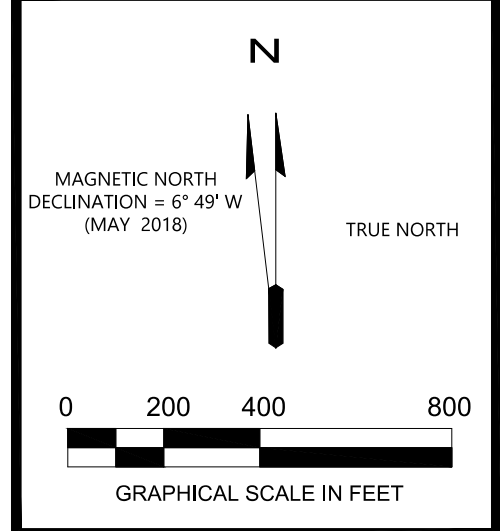 N
MAGNETIC NORTH
DECLINATION = 6° 49' W
(MAY 2018)
TRUE NORTH
0 200 400 800
GRAPHICAL SCALE IN FEET